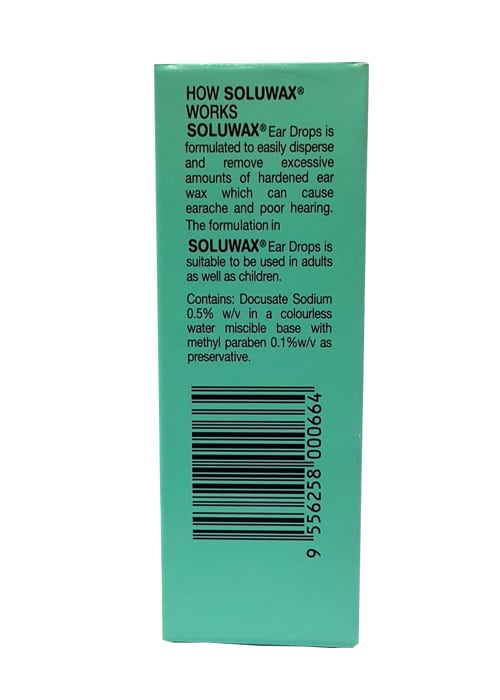 HOW SOLUWAX®
WORKS
SOLUWAX® Ear Drops is
formulated to easily disperse
and remove excessive
amounts of hardened ear
wax which can cause
earache and poor hearing.
The formulation in
SOLUWAX® Ear Drops is
suitable to be used in adults
as well as children.
Contains: Docusate Sodium
0.5% w/v in a colourless
water miscible base with
methyl paraben 0.1%w/v as
preservative.
9 556258 000664